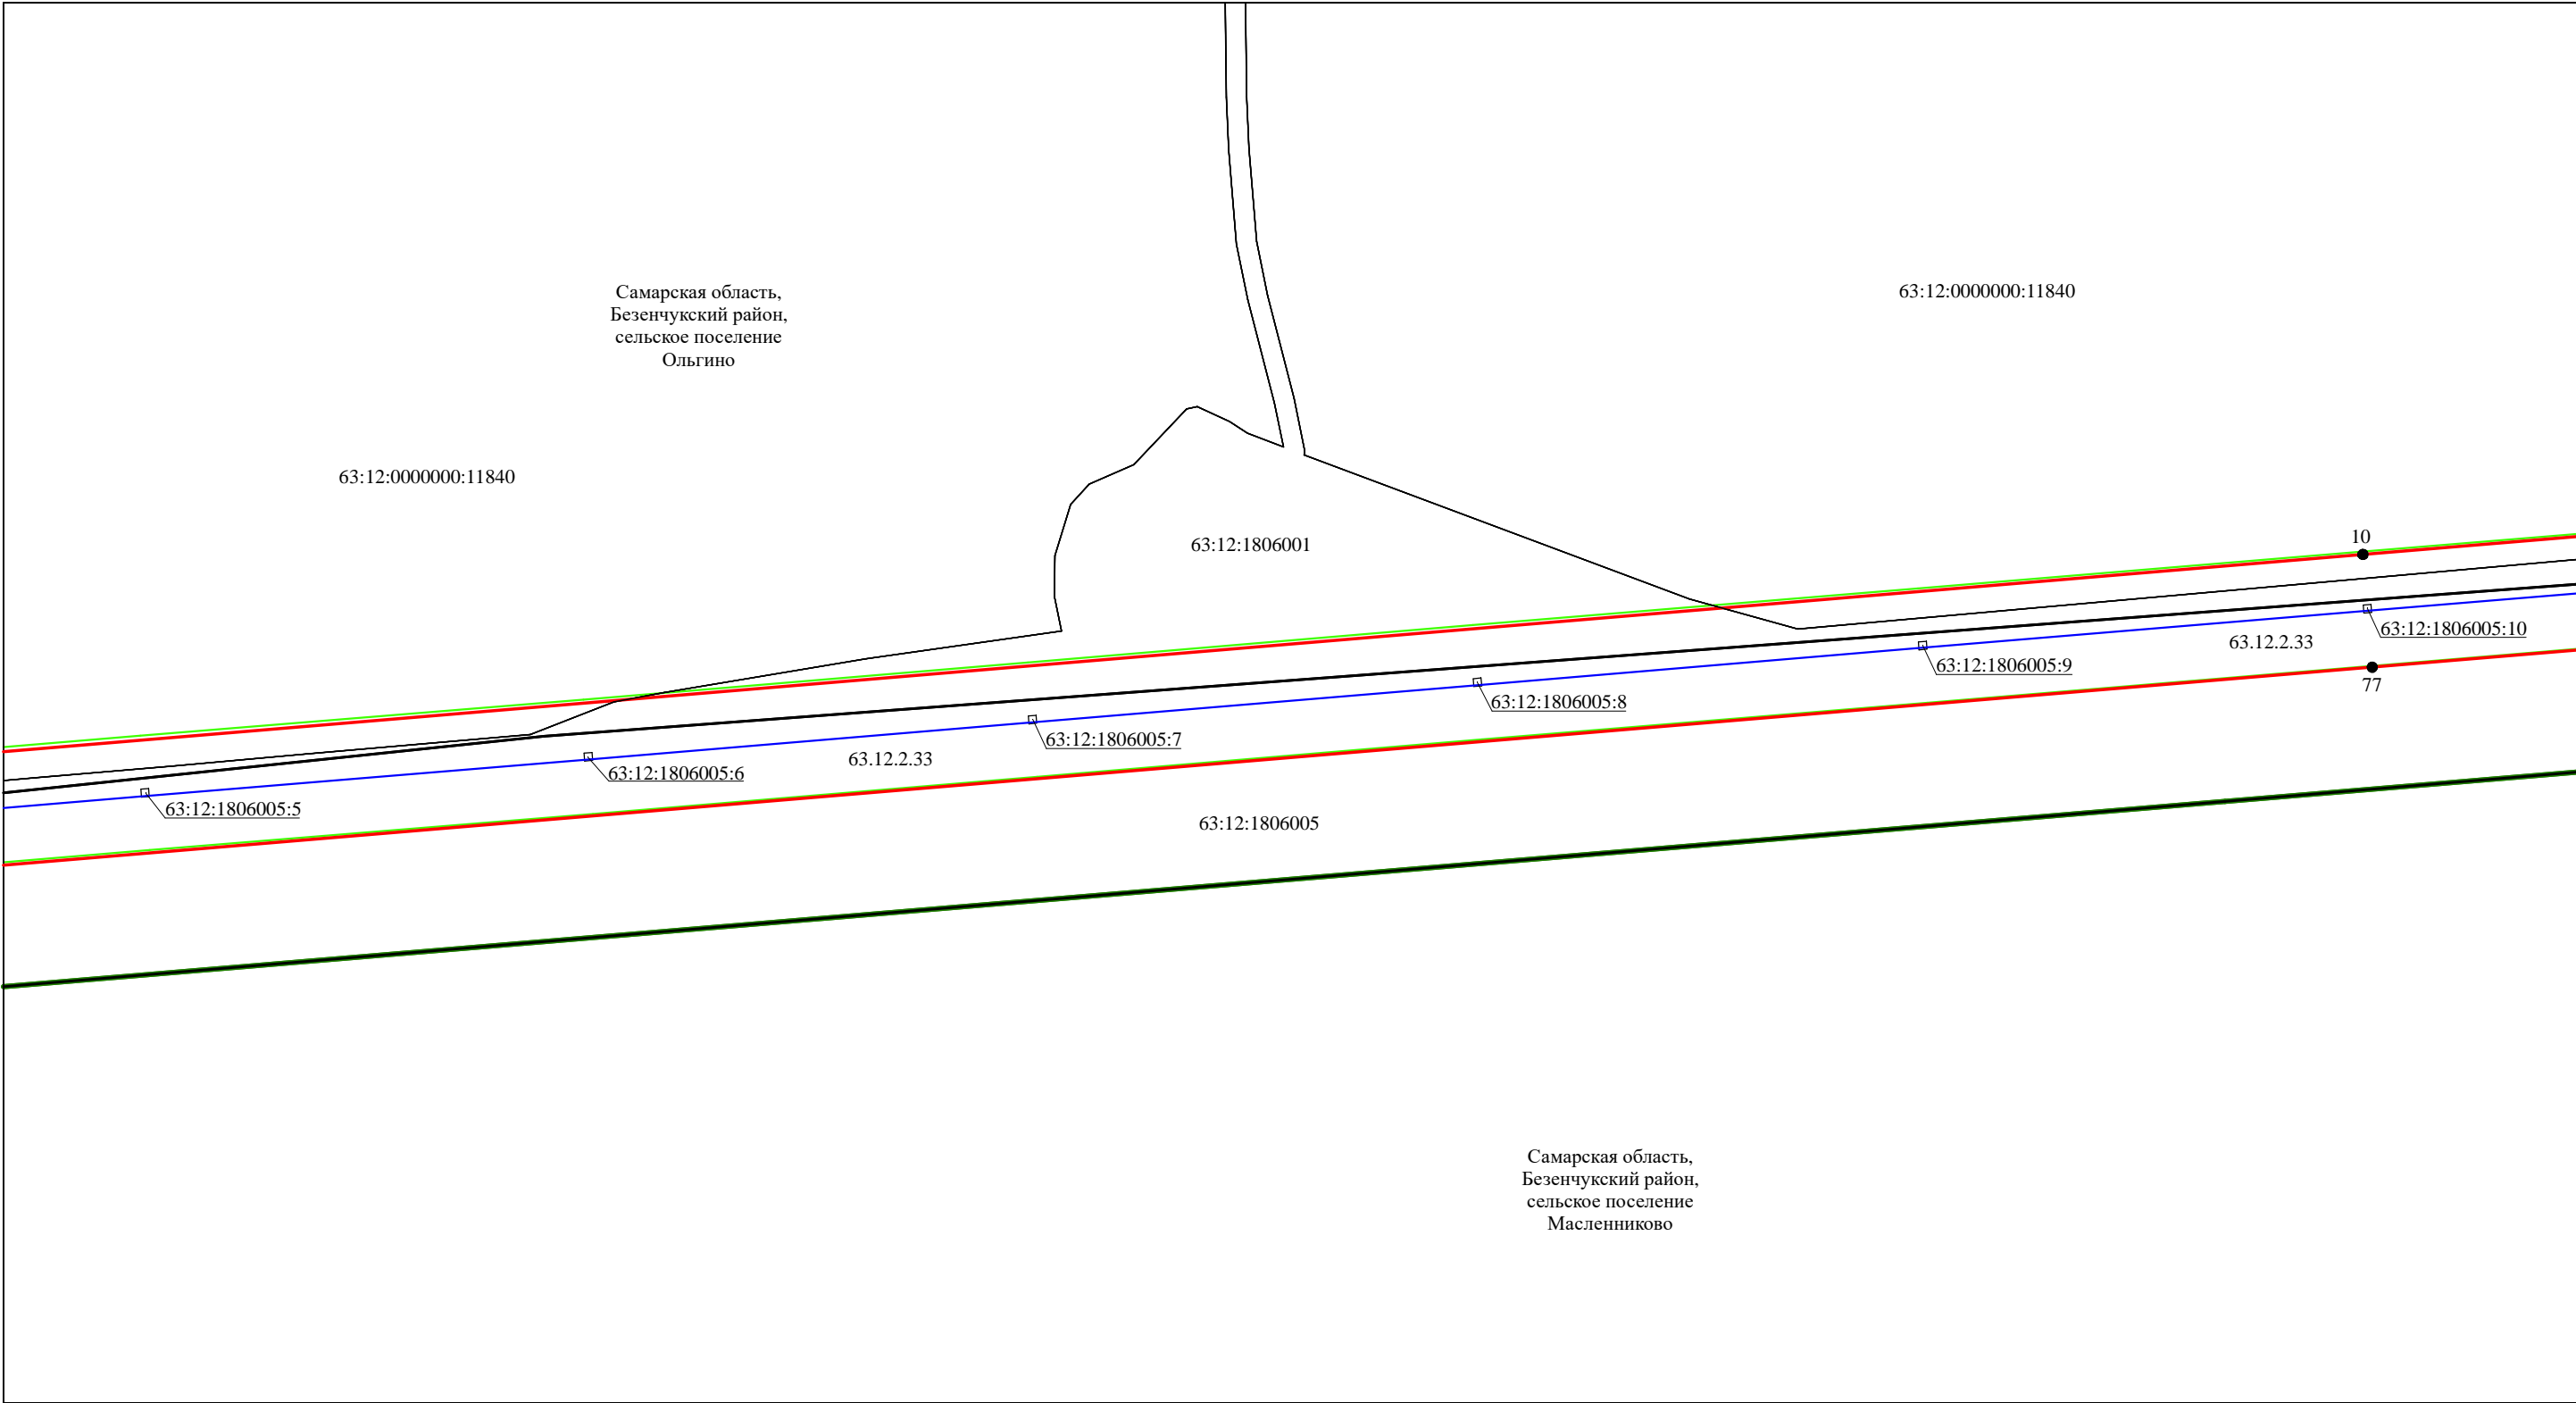 Самарская область,
Безенчукский район,
сельское поселение
Ольгино
63:12:0000000:11840
63:12:0000000:11840
63:12:1806001
10
63:12:1806005:10
63.12.2.33
63:12:1806005:9
77
63:12:1806005:8
63:12:1806005:7
63.12.2.33
63:12:1806005:6
63:12:1806005:5
63:12:1806005
Самарская область,
Безенчукский район,
сельское поселение
Масленниково